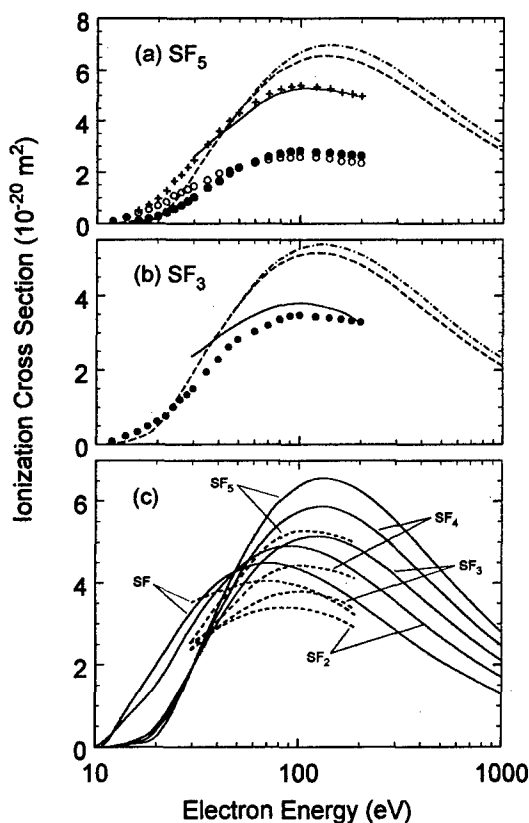 (a) SF5
8
6
4
2
0
(b) SF3
4
2
0
(c)
6
4
2
0
SF5
SF4
SF
SF3
SF2
10
100
1000
Ionization Cross Section (10^-20 m^2)
Electron Energy (eV)